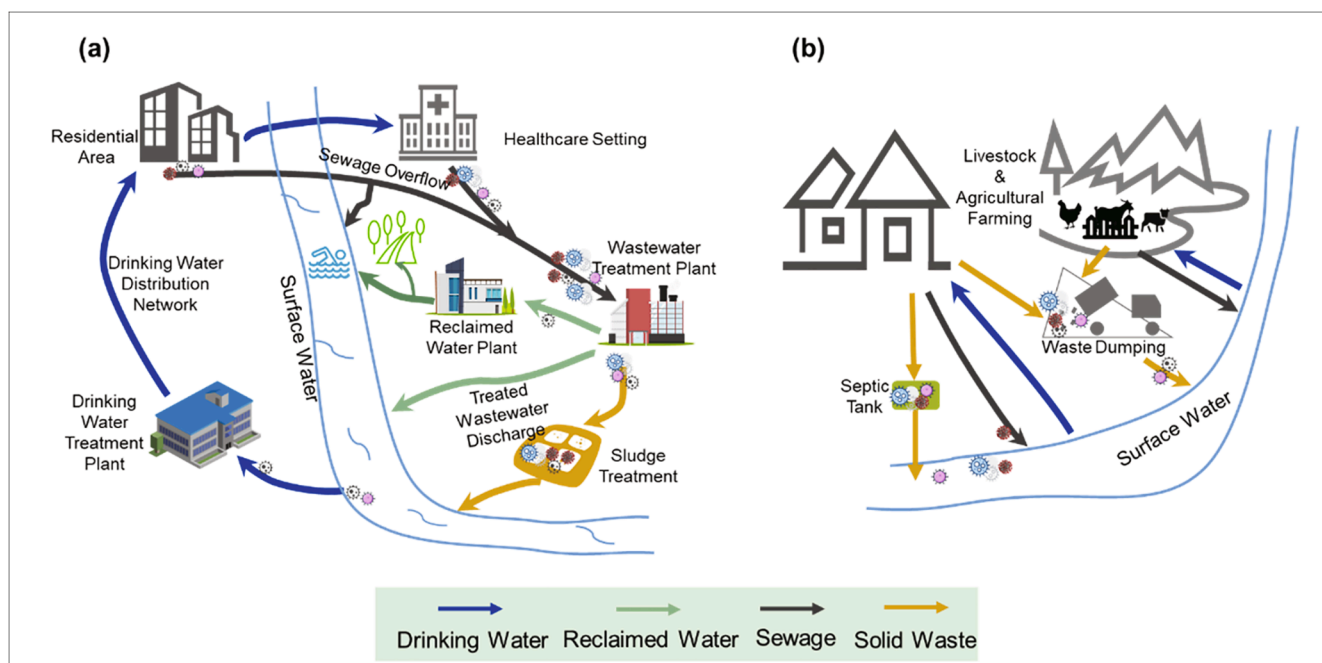 (a)
Residential
Area
Healthcare Setting
Sewage Overflow
Wastewater
Treatment Plant
Drinking Water
Distribution
Network
Surface Water
Reclaimed
Water Plant
Drinking
Water
Treatment
Plant
Treated
Wastewater
Discharge
Sludge
Treatment
(b)
Livestock
&
Agricultural
Farming
Waste Dumping
Septic
Tank
Surface Water
Drinking Water
Reclaimed Water
Sewage
Solid Waste